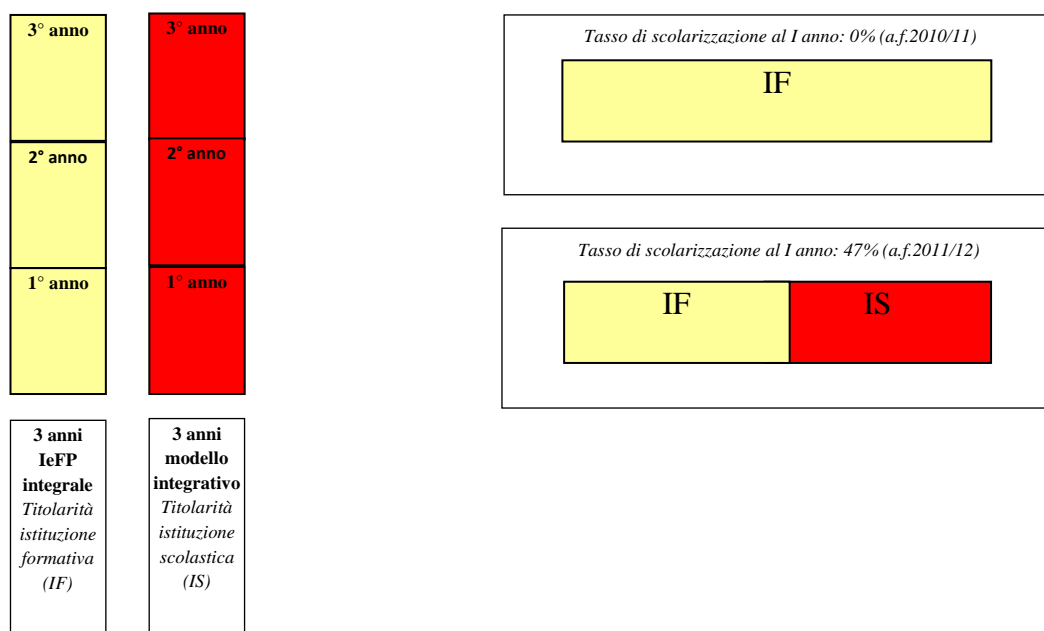 3° anno
2° anno
1° anno
3 anni
IeFP
integrale
Titolarità
istituzione
formativa
(IF)
3° anno
2° anno
1° anno
3 anni
modello
integrativo
Titolarità
istituzione
scolastica
(IS)
Tasso di scolarizzazione al I anno: 0% (a.f.2010/11)
IF
Tasso di scolarizzazione al I anno: 47% (a.f.2011/12)
IF IS